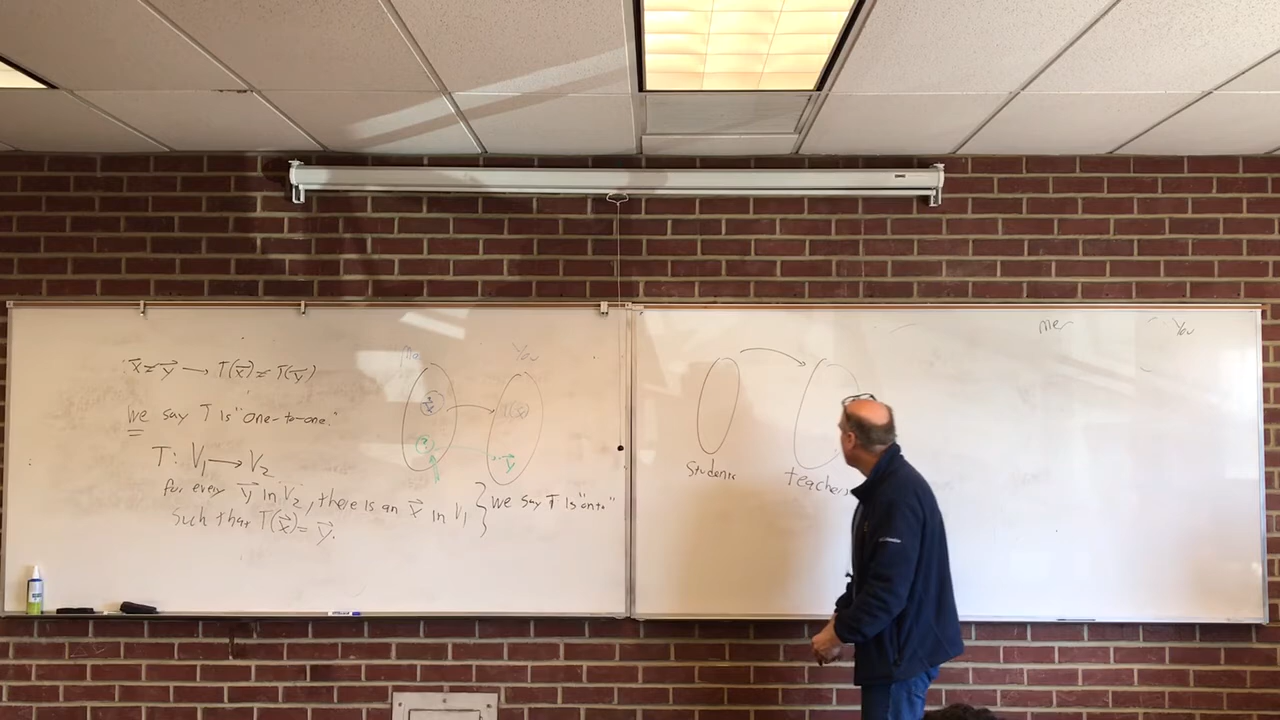 x⃗ ≠ y⃗ → T(x⃗) ≠ T(y⃗)
We say T is "one-to-one."
T: V₁ → V₂
for every y⃗ in V₂, there is an x⃗ in V₁ } We say T is "onto"
such that T(x⃗) = y⃗.
Me
You
x⃗
T(x⃗)
y⃗
Students
teachers
me
You